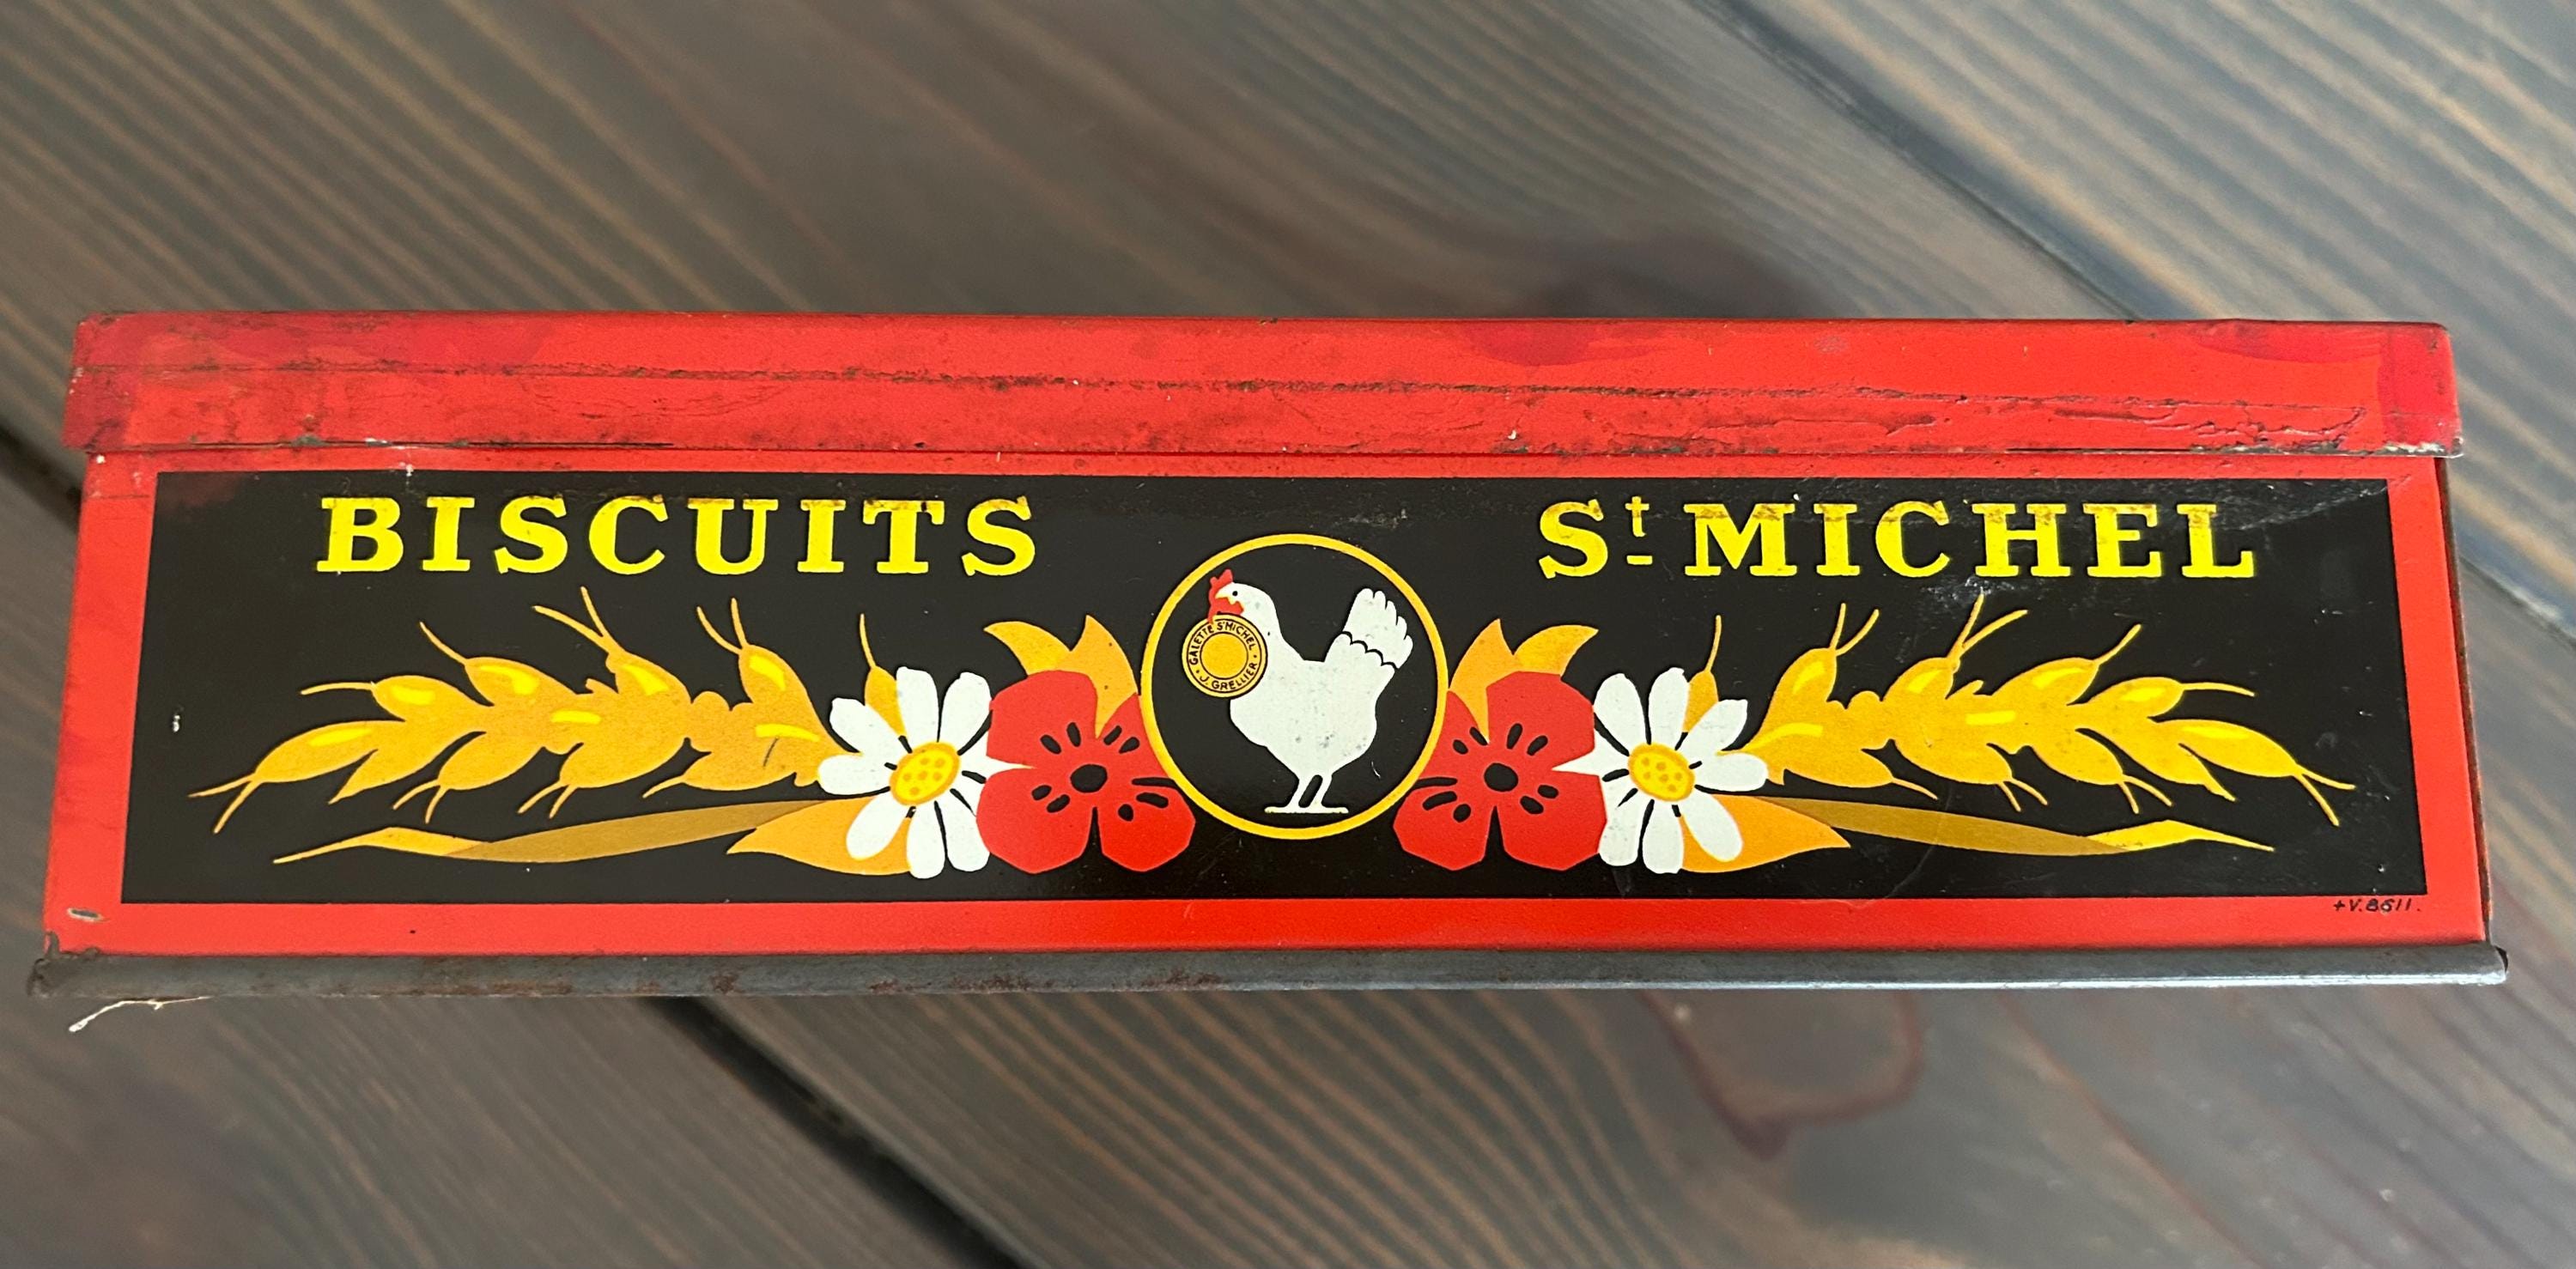 BISCUITS St MICHEL
GALETTE St MICHEL
J. GRELLIER
+V.8611.